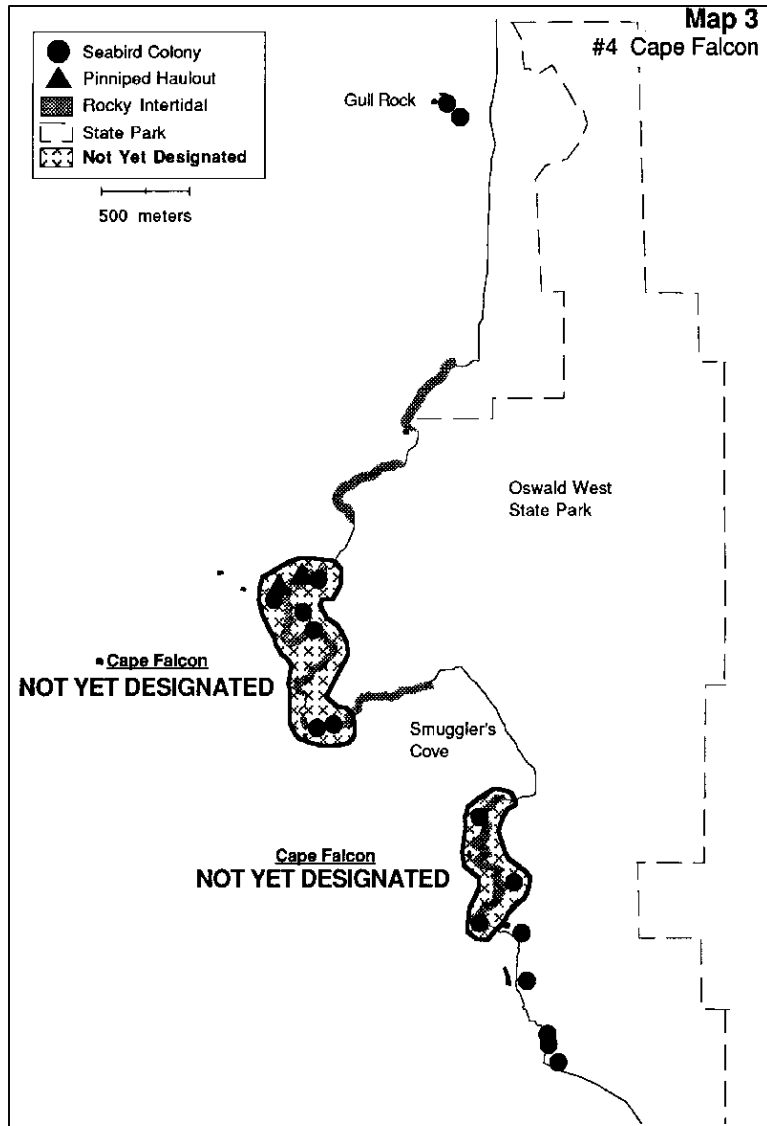 Map 3
#4 Cape Falcon
Seabird Colony
Pinniped Haulout
Rocky Intertidal
State Park
Not Yet Designated
500 meters
Gull Rock
Oswald West
State Park
Cape Falcon
NOT YET DESIGNATED
Smuggler's
Cove
Cape Falcon
NOT YET DESIGNATED